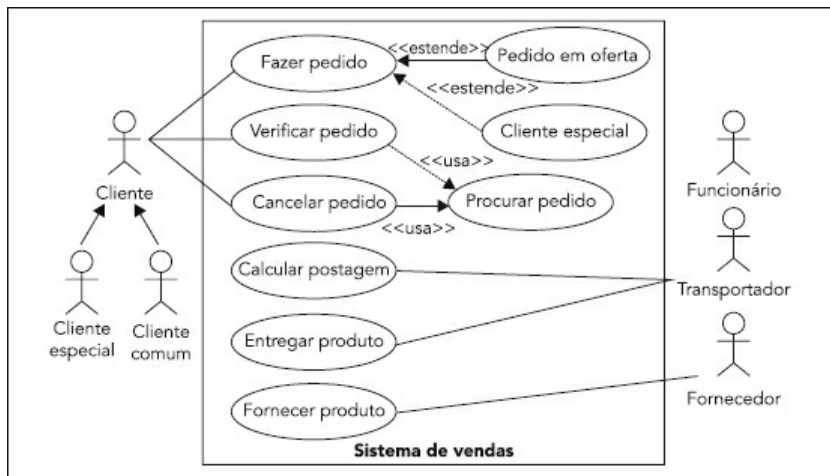 Fazer pedido
<<estende>>
Pedido em oferta
<<estende>>
Verificar pedido
Cliente especial
<<usa>>
Cliente
Funcionário
Cancelar pedido
Procurar pedido
<<usa>>
Calcular postagem
Transportador
Cliente
especial
Cliente
comum
Entregar produto
Fornecer produto
Fornecedor
Sistema de vendas